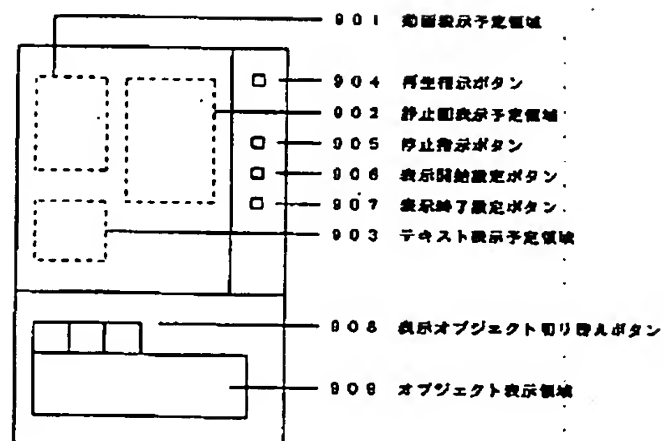 901 動画表示予定領域
904 再生指示ボタン
902 静止画表示予定領域
905 停止指示ボタン
906 表示開始設定ボタン
907 表示終了設定ボタン
903 テキスト表示予定領域
908 表示オブジェクト切り替えボタン
909 オブジェクト表示領域